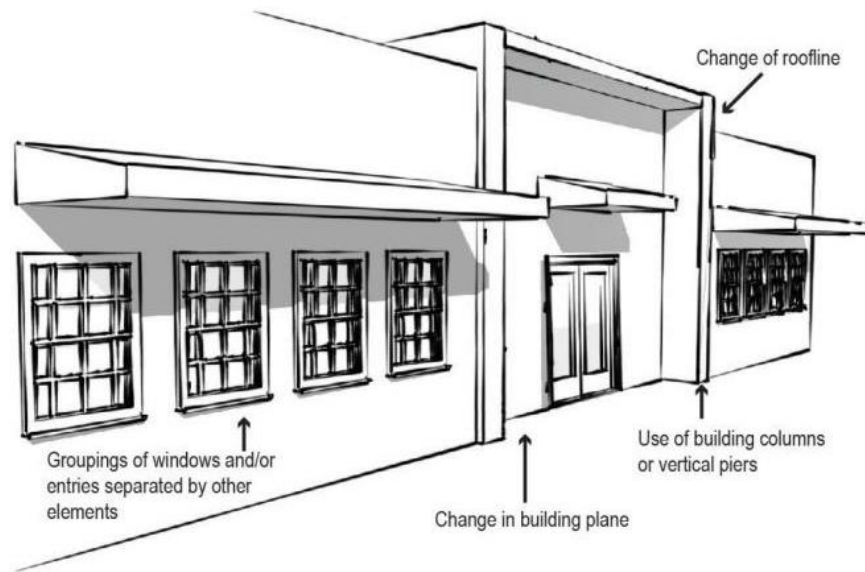 Change of roofline
Groupings of windows and/or
entries separated by other
elements
Use of building columns
or vertical piers
Change in building plane